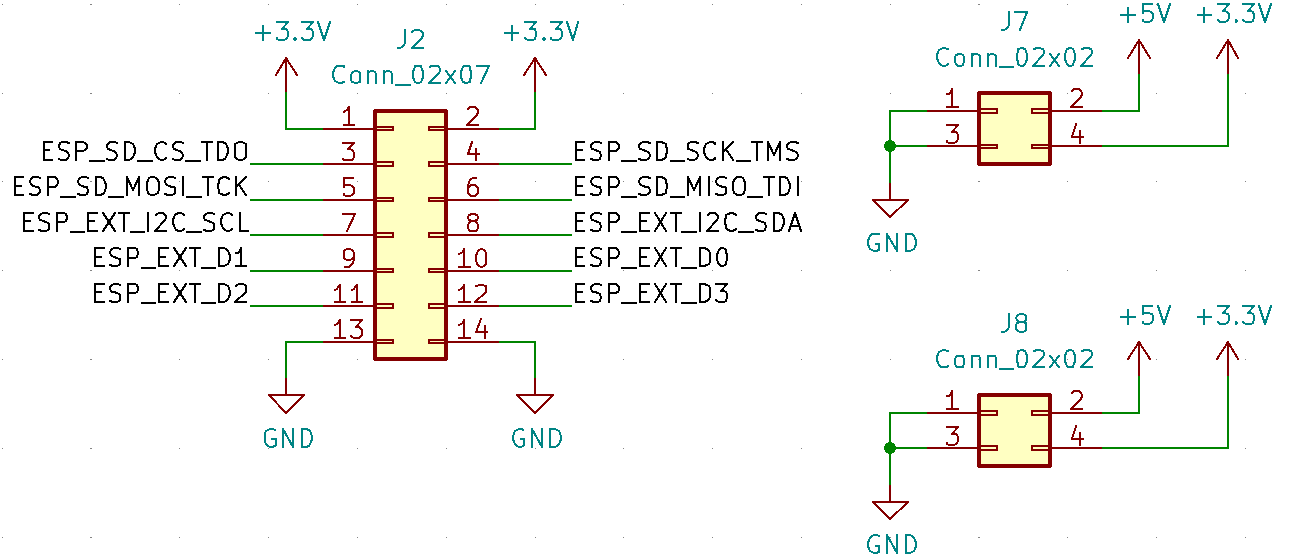 +3.3V
J2
+3.3V
Conn_02x07
1
2
ESP_SD_CS_TDO
3
4
ESP_SD_SCK_TMS
ESP_SD_MOSI_TCK
5
6
ESP_SD_MISO_TDI
ESP_EXT_I2C_SCL
7
8
ESP_EXT_I2C_SDA
ESP_EXT_D1
9
10
ESP_EXT_D0
ESP_EXT_D2
11
12
ESP_EXT_D3
13
14
GND
GND
J7
+5V
+3.3V
Conn_02x02
1
2
3
4
GND
J8
+5V
+3.3V
Conn_02x02
1
2
3
4
GND